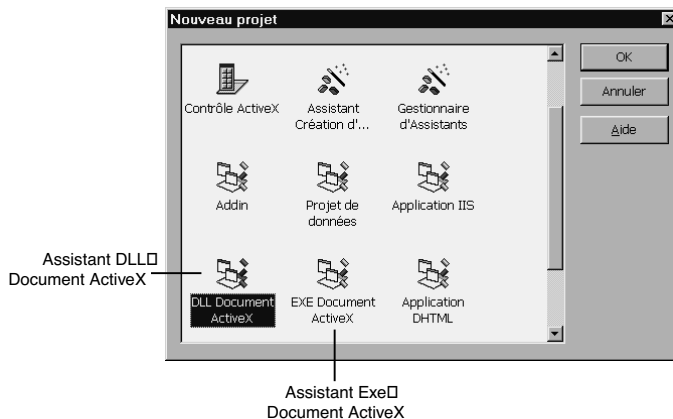 Nouveau projet
OK
Annuler
Aide
Contrôle ActiveX
Assistant
Création d'...
Gestionnaire
d'Assistants
Addin
Projet de
données
Application IIS
DLL Document
ActiveX
EXE Document
ActiveX
Application
DHTML
Assistant DLL□
Document ActiveX
Assistant Exe□
Document ActiveX